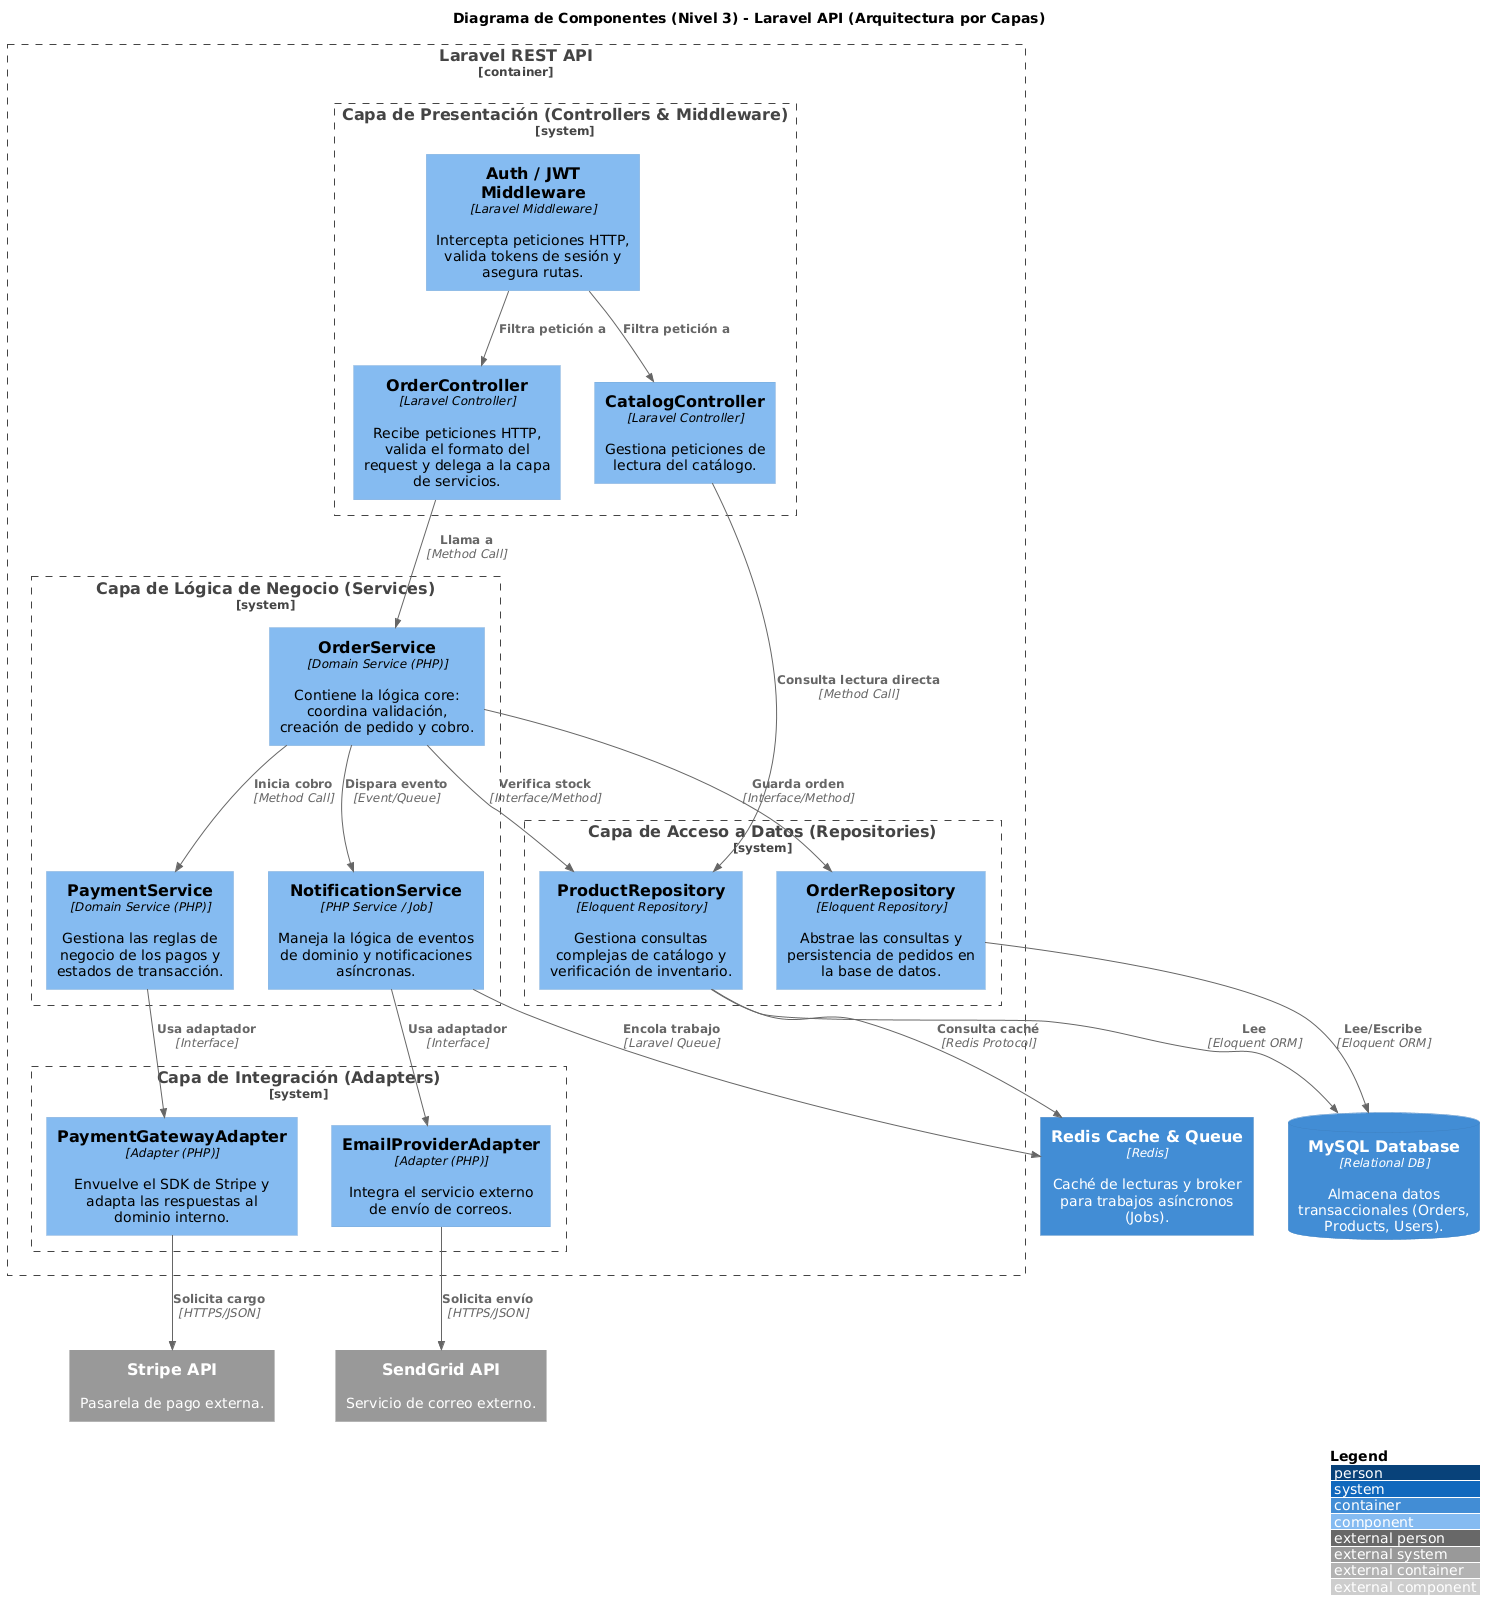 Diagrama de Componentes (Nivel 3) - Laravel API (Arquitectura por Capas)
Laravel REST API
[container]
Capa de Presentación (Controllers & Middleware)
[system]
Auth / JWT
Middleware
[Laravel Middleware]
Intercepta peticiones HTTP,
valida tokens de sesión y
asegura rutas.
Filtra petición a
Filtra petición a
OrderController
[Laravel Controller]
Recibe peticiones HTTP,
valida el formato del
request y delega a la capa
de servicios.
CatalogController
[Laravel Controller]
Gestiona peticiones de
lectura del catálogo.
Llama a
[Method Call]
Capa de Lógica de Negocio (Services)
[system]
OrderService
[Domain Service (PHP)]
Contiene la lógica core:
coordina validación,
creación de pedido y cobro.
Consulta lectura directa
[Method Call]
Inicia cobro
[Method Call]
Dispara evento
[Event/Queue]
Verifica stock
[Interface/Method]
Guarda orden
[Interface/Method]
Capa de Acceso a Datos (Repositories)
[system]
PaymentService
[Domain Service (PHP)]
Gestiona las reglas de
negocio de los pagos y
estados de transacción.
NotificationService
[PHP Service / Job]
Maneja la lógica de eventos
de dominio y notificaciones
asíncronas.
ProductRepository
[Eloquent Repository]
Gestiona consultas
complejas de catálogo y
verificación de inventario.
OrderRepository
[Eloquent Repository]
Abstrae las consultas y
persistencia de pedidos en
la base de datos.
Usa adaptador
[Interface]
Usa adaptador
[Interface]
Encola trabajo
[Laravel Queue]
Consulta caché
[Redis Protocol]
Lee
[Eloquent ORM]
Lee/Escribe
[Eloquent ORM]
Capa de Integración (Adapters)
[system]
PaymentGatewayAdapter
[Adapter (PHP)]
Envuelve el SDK de Stripe y
adapta las respuestas al
dominio interno.
EmailProviderAdapter
[Adapter (PHP)]
Integra el servicio externo
de envío de correos.
Redis Cache & Queue
[Redis]
Caché de lecturas y broker
para trabajos asíncronos
(Jobs).
MySQL Database
[Relational DB]
Almacena datos
transaccionales (Orders,
Products, Users).
Solicita cargo
[HTTPS/JSON]
Solicita envío
[HTTPS/JSON]
Stripe API
Pasarela de pago externa.
SendGrid API
Servicio de correo externo.
Legend
person
system
container
component
external person
external system
external container
external component